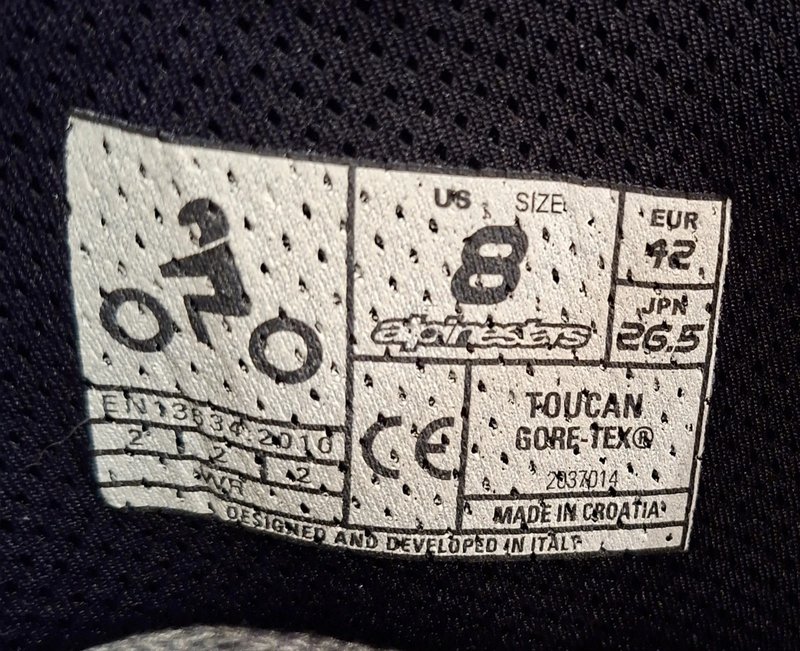 US SIZE
8
alpinestars
EUR
42
JPN
26.5
EN13634:2010
2 2 2
WR
CE
TOUCAN
GORE-TEX®
2037014
MADE IN CROATIA
DESIGNED AND DEVELOPED IN ITALY